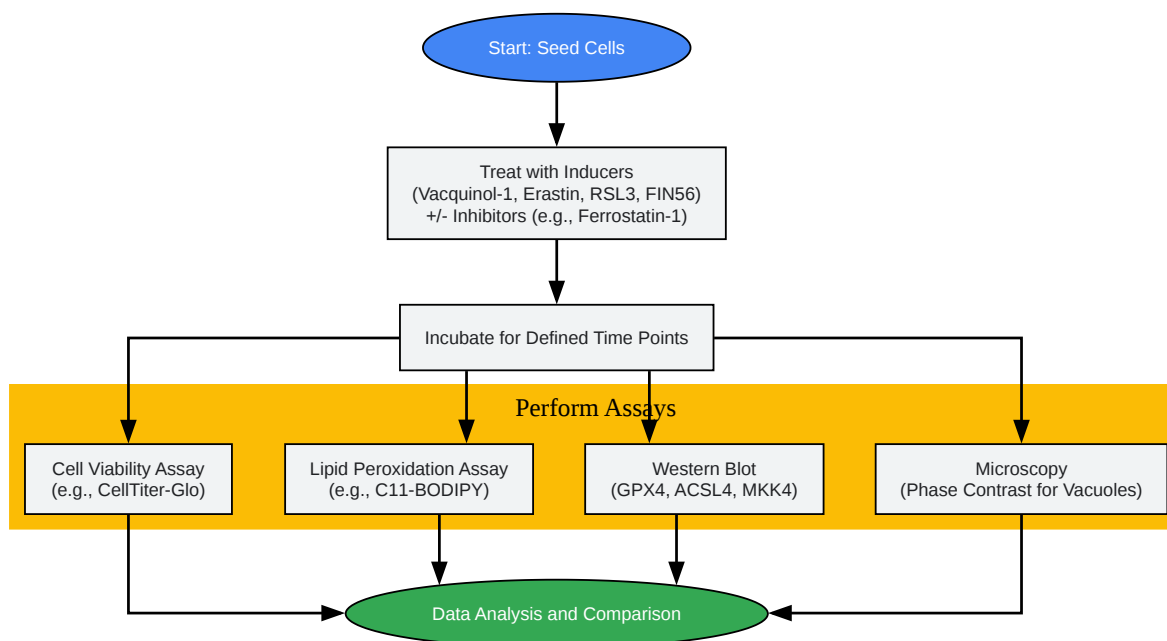 Start: Seed Cells
Treat with Inducers
(Vacquinol-1, Erastin, RSL3, FIN56)
+/- Inhibitors (e.g., Ferrostatin-1)
Incubate for Defined Time Points
Perform Assays
Cell Viability Assay
(e.g., CellTiter-Glo)
Lipid Peroxidation Assay
(e.g., C11-BODIPY)
Western Blot
(GPX4, ACSL4, MKK4)
Microscopy
(Phase Contrast for Vacuoles)
Data Analysis and Comparison